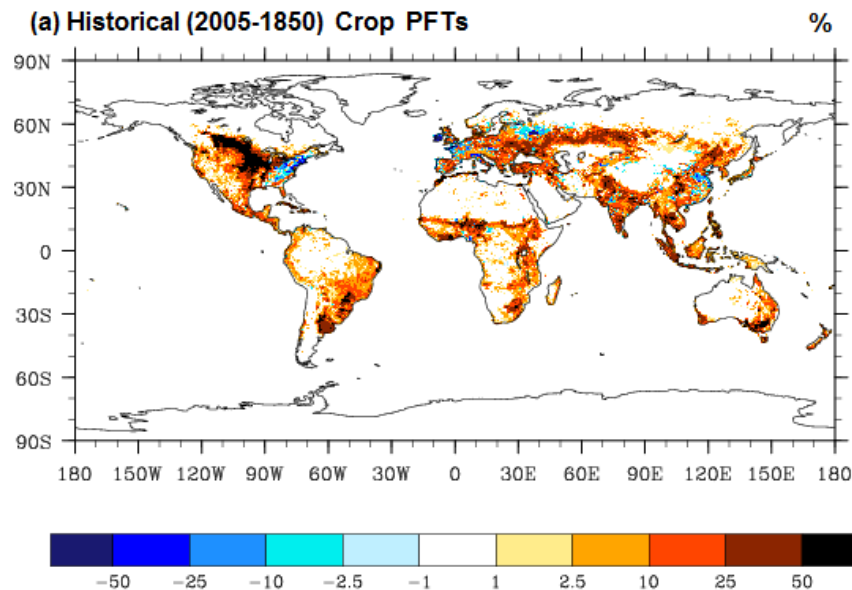 (a) Historical (2005-1850) Crop PFTs %
90N
60N
30N
0
30S
60S
90S
180 150W 120W 90W 60W 30W 0 30E 60E 90E 120E 150E 180
-50 -25 -10 -2.5 -1 1 2.5 10 25 50